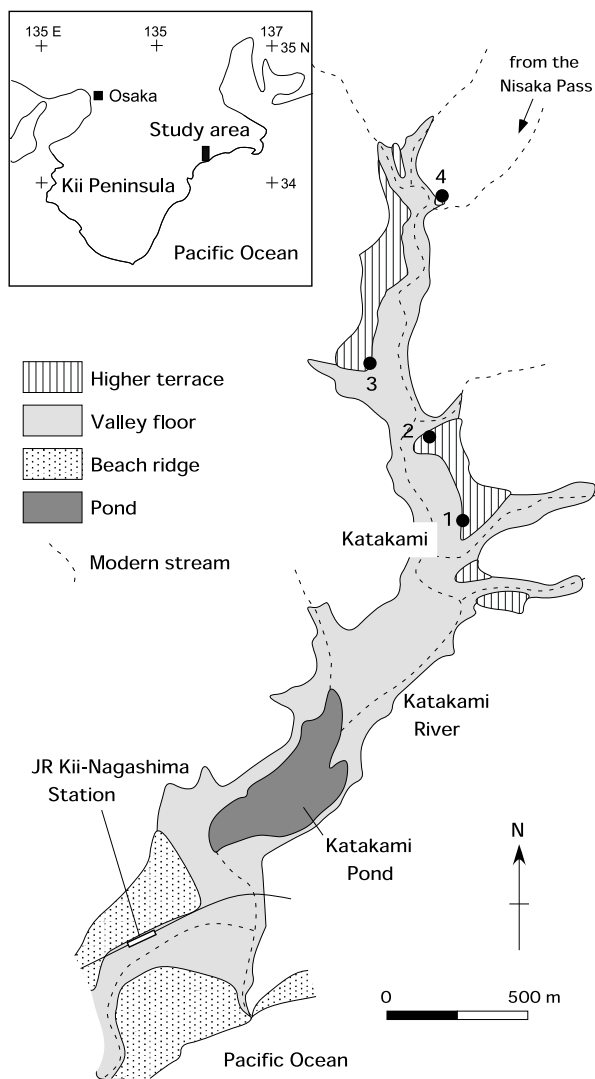 135 E
135
137
35 N
Osaka
Study area
Kii Peninsula
34
Pacific Ocean
from the
Nisaka Pass
4
3
2
1
Higher terrace
Valley floor
Beach ridge
Pond
Modern stream
Katakami
Katakami
River
JR Kii-Nagashima
Station
Katakami
Pond
N
0
500 m
Pacific Ocean